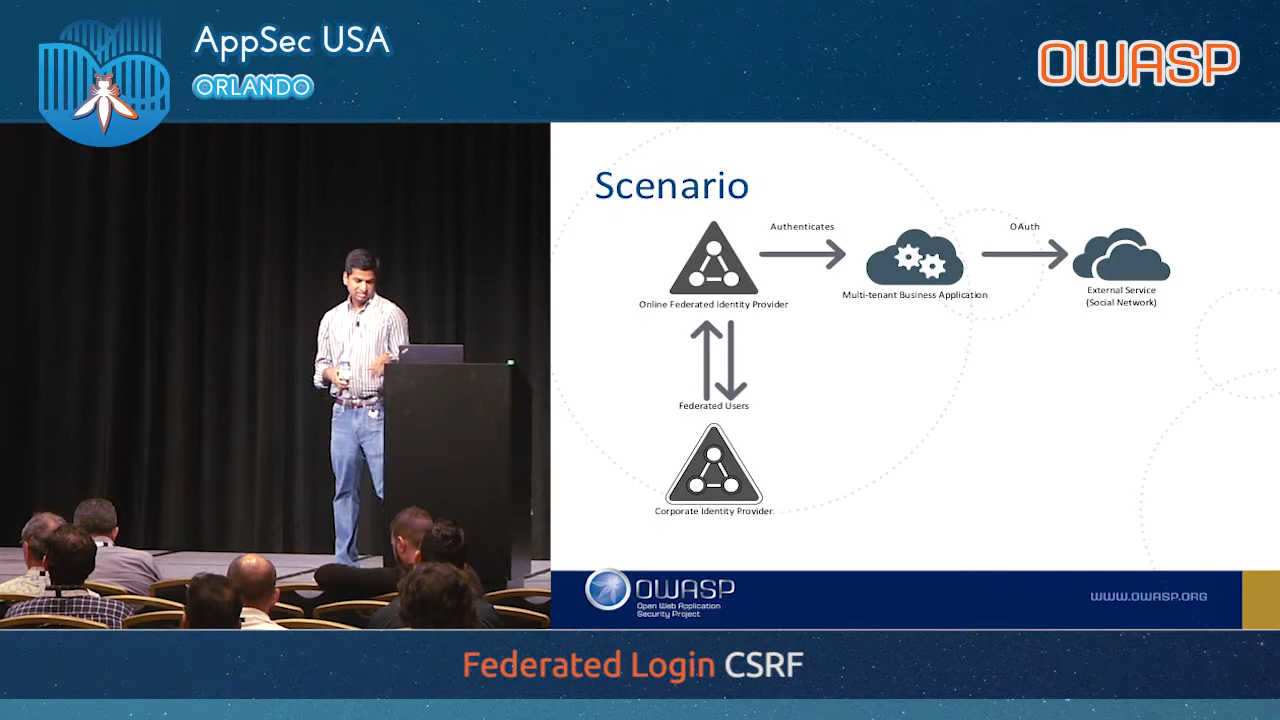 AppSec USA
ORLANDO
OWASP
Scenario
Authenticates
OAuth
Online Federated Identity Provider
Multi-tenant Business Application
External Service
(Social Network)
Federated Users
Corporate Identity Provider
OWASP
Open Web Application
Security Project
WWW.OWASP.ORG
Federated Login CSRF